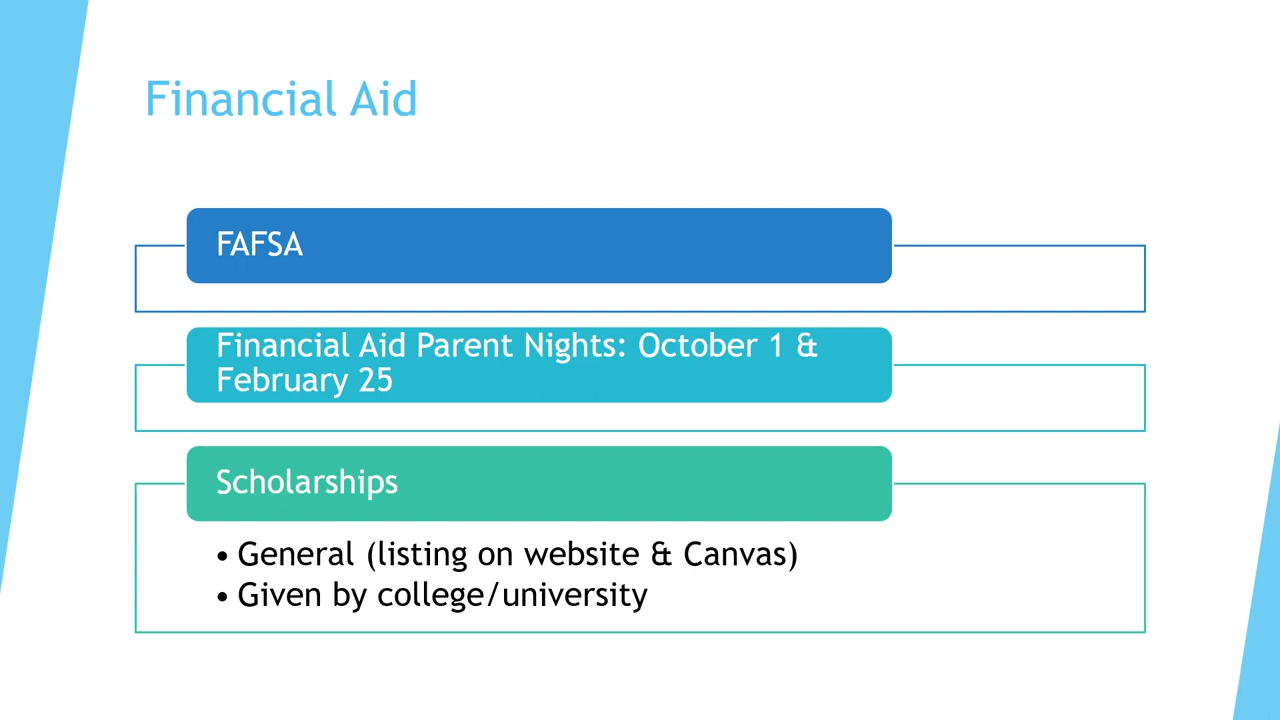 Financial Aid
FAFSA
Financial Aid Parent Nights: October 1 &
February 25
Scholarships
• General (listing on website & Canvas)
• Given by college/university